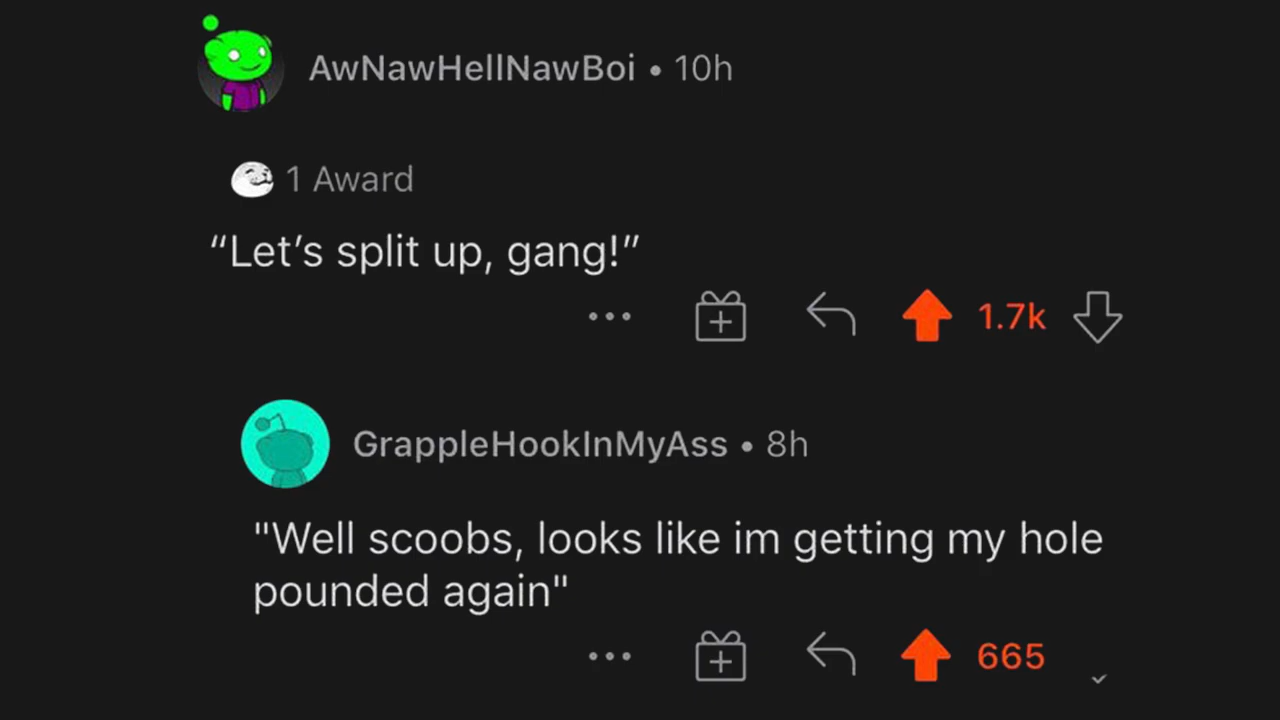 AwNawHellNawBoi • 10h
1 Award
“Let’s split up, gang!”
1.7k
GrappleHookInMyAss • 8h
"Well scoobs, looks like im getting my hole
pounded again"
665